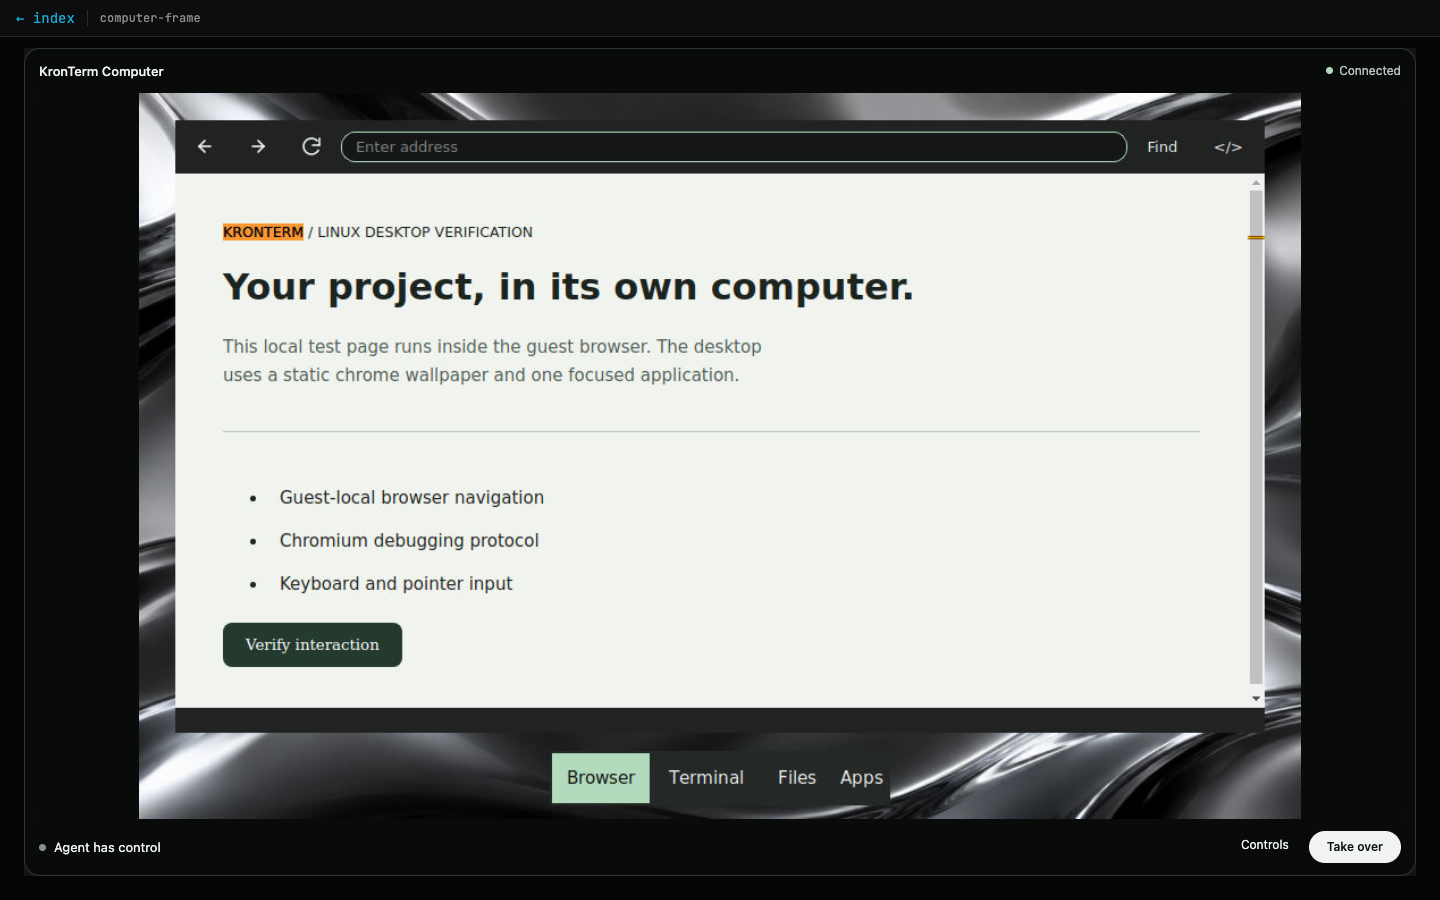 ← index computer-frame
KronTerm Computer
Connected
Enter address
Find
</>
KRONTERM / LINUX DESKTOP VERIFICATION
Your project, in its own computer.
This local test page runs inside the guest browser. The desktop
uses a static chrome wallpaper and one focused application.
• Guest-local browser navigation
• Chromium debugging protocol
• Keyboard and pointer input
Verify interaction
Browser Terminal Files Apps
Agent has control
Controls
Take over